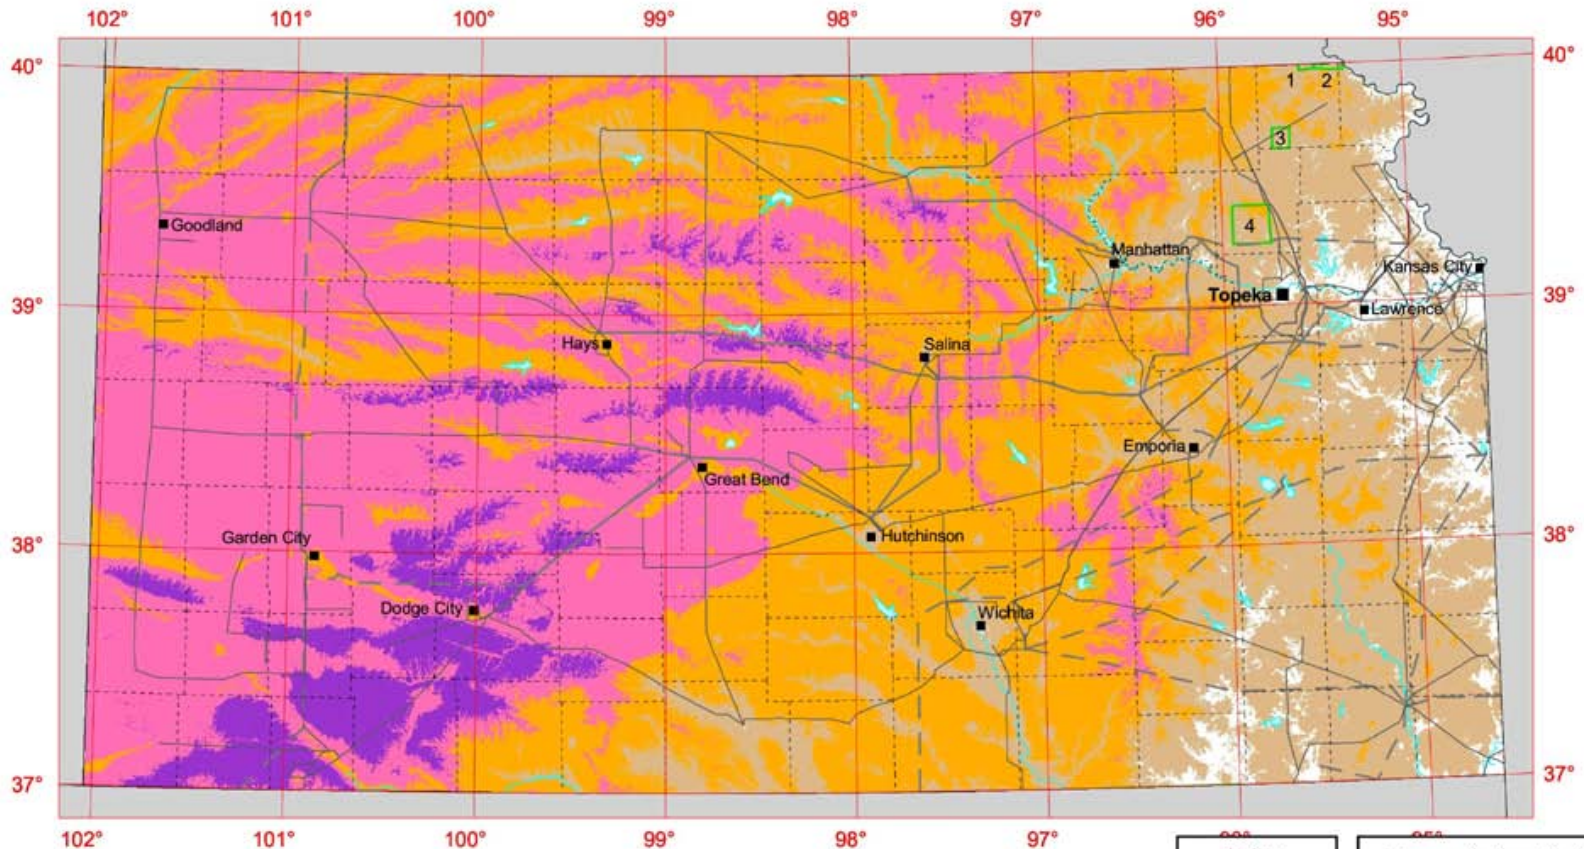 102° 101° 100° 99° 98° 97° 96° 95°
40° 40°
1 2
3
4
Goodland
Manhattan
Kansas City
39° Topeka 39°
Lawrence
Hays
Salina
Emporia
Great Bend
38° 38°
Garden City
Hutchinson
Dodge City
Wichita
37° 37°
102° 101° 100° 99° 98° 97°